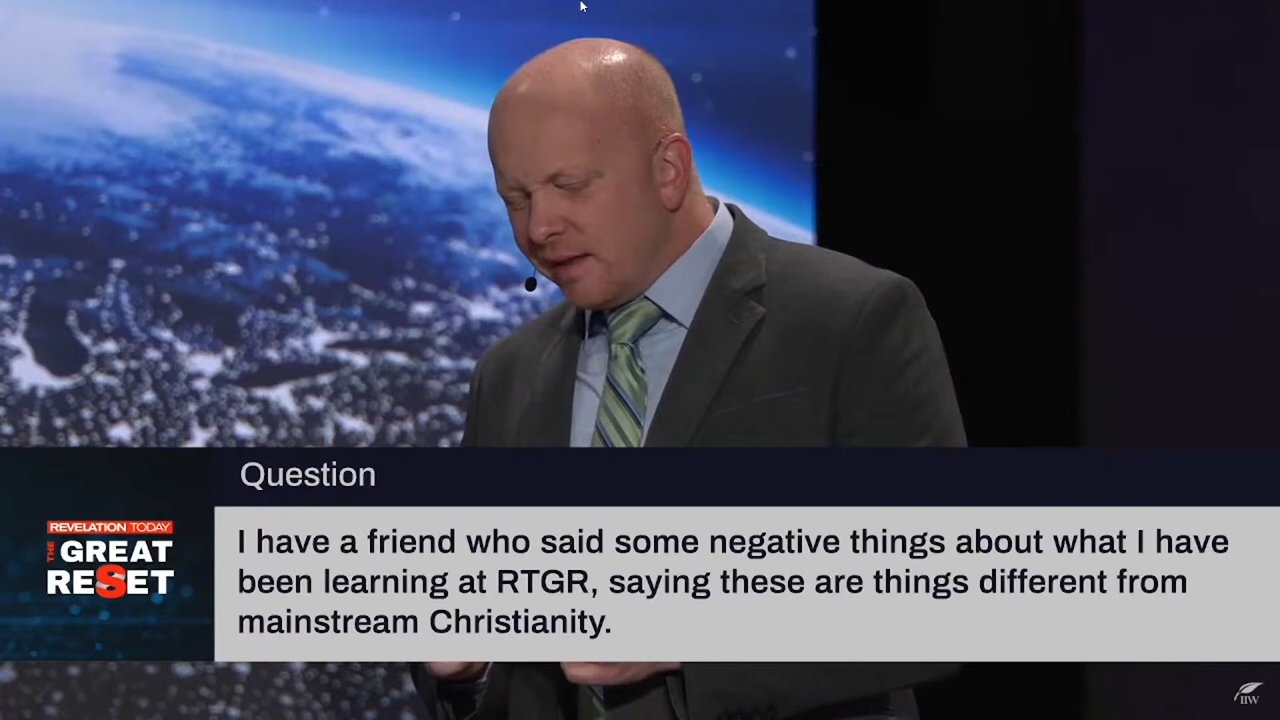 Question
I have a friend who said some negative things about what I have
been learning at RTGR, saying these are things different from
mainstream Christianity.
REVELATION TODAY
THE GREAT
RESET
IIW